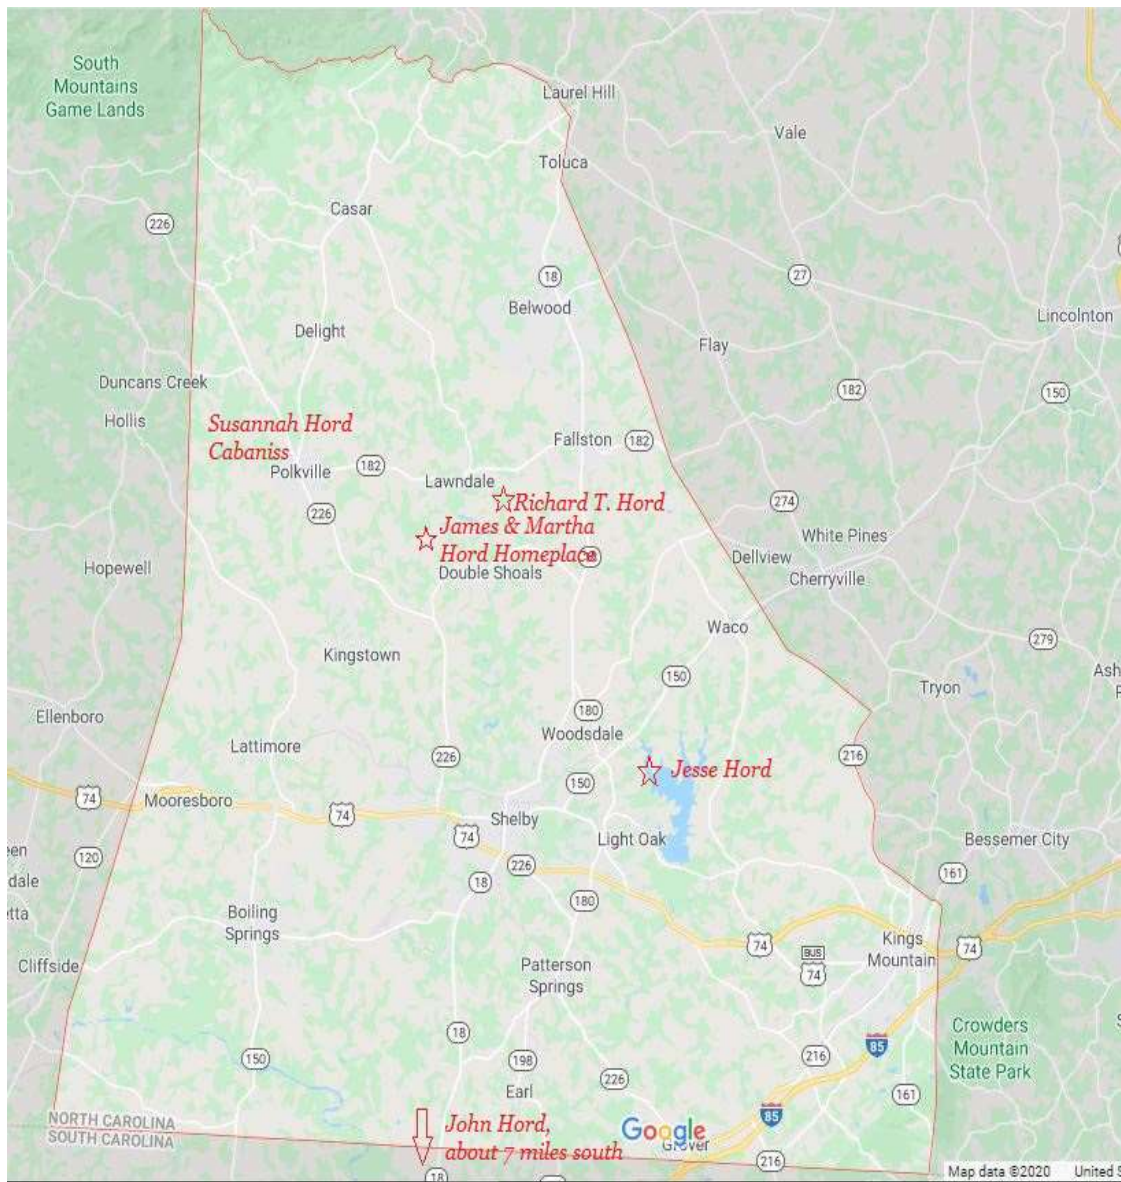 South
Mountains
Game Lands
Laurel Hill
Vale
Toluca
Casar
226
18
27
Belwood
Lincolnton
Delight
Flay
Duncans Creek
182
150
Hollis
Susannah Hord
Cabaniss
Fallston
182
Polkville
182
Lawndale
Richard T. Hord
274
226
James & Martha
Hord Homeplace
White Pines
Dellview
Hopewell
Double Shoals
Cherryville
Waco
279
Kingstown
150
Tryon
Ellenboro
180
Woodsdale
Lattimore
226
216
Jesse Hord
150
74
Mooresboro
74
Shelby
74
Light Oak
Bessemer City
120
226
161
18
180
Boiling
Springs
74
Kings
Mountain
74
BUS
74
Cliffside
Patterson
Springs
Crowders
Mountain
State Park
18
85
150
198
216
226
161
Earl
NORTH CAROLINA
SOUTH CAROLINA
John Hord,
about 7 miles south
Google
85
Grover
216
18
Map data ©2020
United